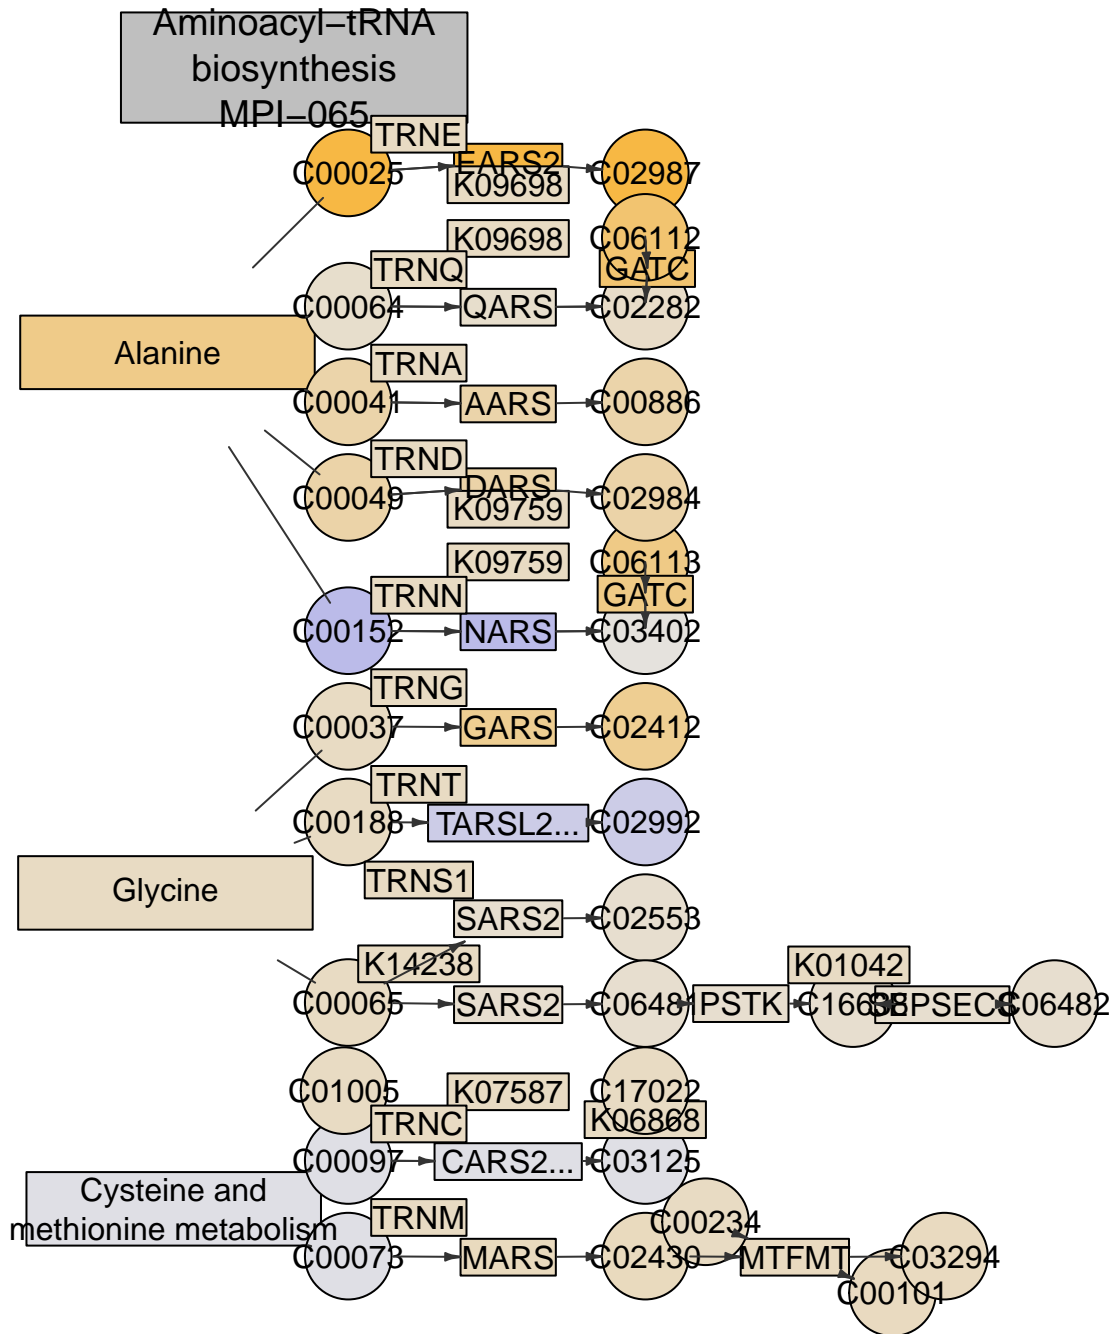 Aminoacyl−tRNA
biosynthesis
MPI−065
TRNE
C00025
EARS2
C02987
K09698
K09698
C06112
TRNQ
GATC
C00064
QARS
C02282
Alanine
TRNA
C00041
AARS
C00886
TRND
C00049
DARS
C02984
K09759
K09759
C06113
TRNN
GATC
C00152
NARS
C03402
TRNG
C00037
GARS
C02412
TRNT
C00188
TARSL2...
C02992
Glycine
TRNS1
SARS2
C02553
K14238
K01042
C00065
SARS2
C06481
PSTK
C16638
SEPSECS
C06482
C01005
K07587
C17022
TRNC
K06868
C00097
CARS2...
C03125
Cysteine and
methionine metabolism
TRNM
C00234
C00073
MARS
C02430
MTFMT
C03294
C00101